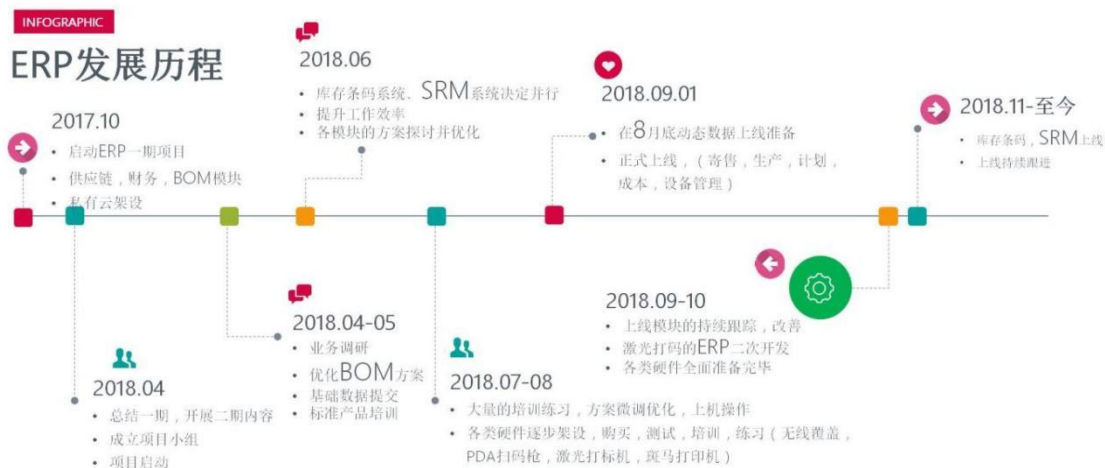 INFOGRAPHIC
ERP发展历程
2017.10
启动ERP一期项目
供应链，财务，BOM模块
私有云架设
2018.04
总结一期，开展二期内容
成立项目小组
项目启动
2018.04-05
业务调研
优化BOM方案
基础数据提交
标准产品培训
2018.06
库存条码系统、SRM系统决定并行
提升工作效率
各模块的方案探讨并优化
2018.07-08
大量的培训练习，方案微调优化，上机操作
各类硬件逐步架设，购买，测试，培训，练习（无线覆盖，
PDA扫码枪，激光打标机，斑马打印机）
2018.09.01
在8月底动态数据上线准备
正式上线，（寄售，生产，计划，
成本，设备管理）
2018.09-10
上线模块的持续跟踪，改善
激光打码的ERP二次开发
各类硬件全面准备完毕
2018.11-至今
库存条码，SRM上线
上线持续跟进